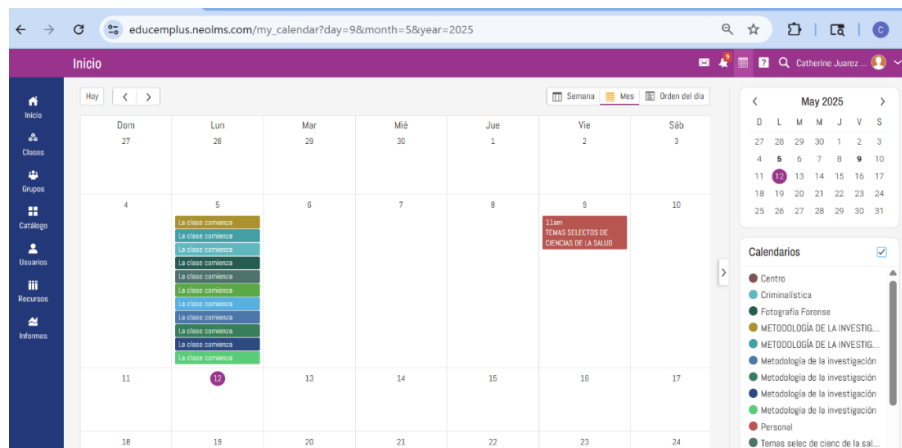 educemplus.neolms.com/my_calendar?day=9&month=5&year=2025
C
Inicio
9
?
Catherine Juarez ...
Inicio
Clases
Grupos
Catálogo
Usuarios
Recursos
Informes
Hoy
Semana
Mes
Orden del día
Dom Lun Mar Mié Jue Vie Sáb
27 28 29 30 1 2 3
4 5 6 7 8 9 10
La clase comienza
La clase comienza
La clase comienza
La clase comienza
La clase comienza
La clase comienza
La clase comienza
La clase comienza
La clase comienza
La clase comienza
La clase comienza
11am
TEMAS SELECTOS DE
CIENCIAS DE LA SALUD
11 12 13 14 15 16 17
18 19 20 21 22 23 24
May 2025
D L M M J V S
27 28 29 30 1 2 3
4 5 6 7 8 9 10
11 12 13 14 15 16 17
18 19 20 21 22 23 24
25 26 27 28 29 30 31
Calendarios
Centro
Criminalística
Fotografía Forense
METODOLOGÍA DE LA INVESTIG...
METODOLOGÍA DE LA INVESTIG...
Metodología de la investigación
Metodología de la investigación
Metodología de la investigación
Metodología de la investigación
Personal
Temas selec de cienc de la sal...